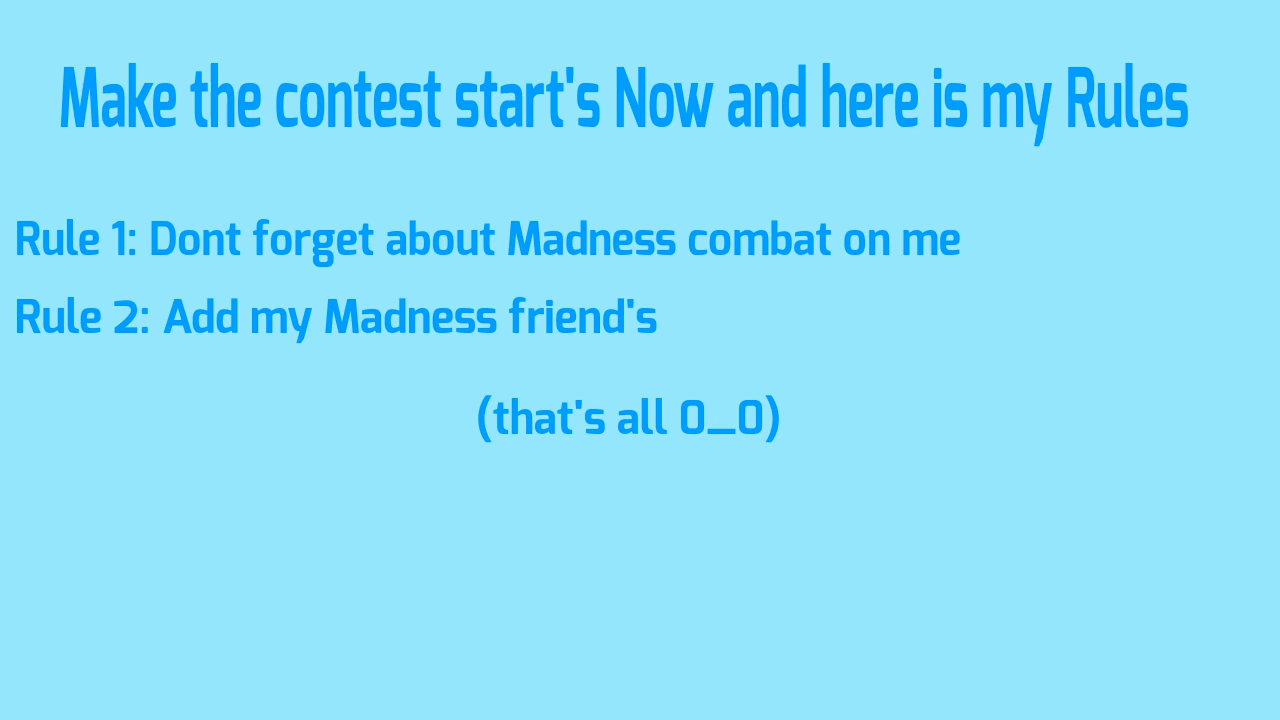 Make the contest start's Now and here is my Rules
Rule 1: Dont forget about Madness combat on me
Rule 2: Add my Madness friend's
(that's all 0_0)